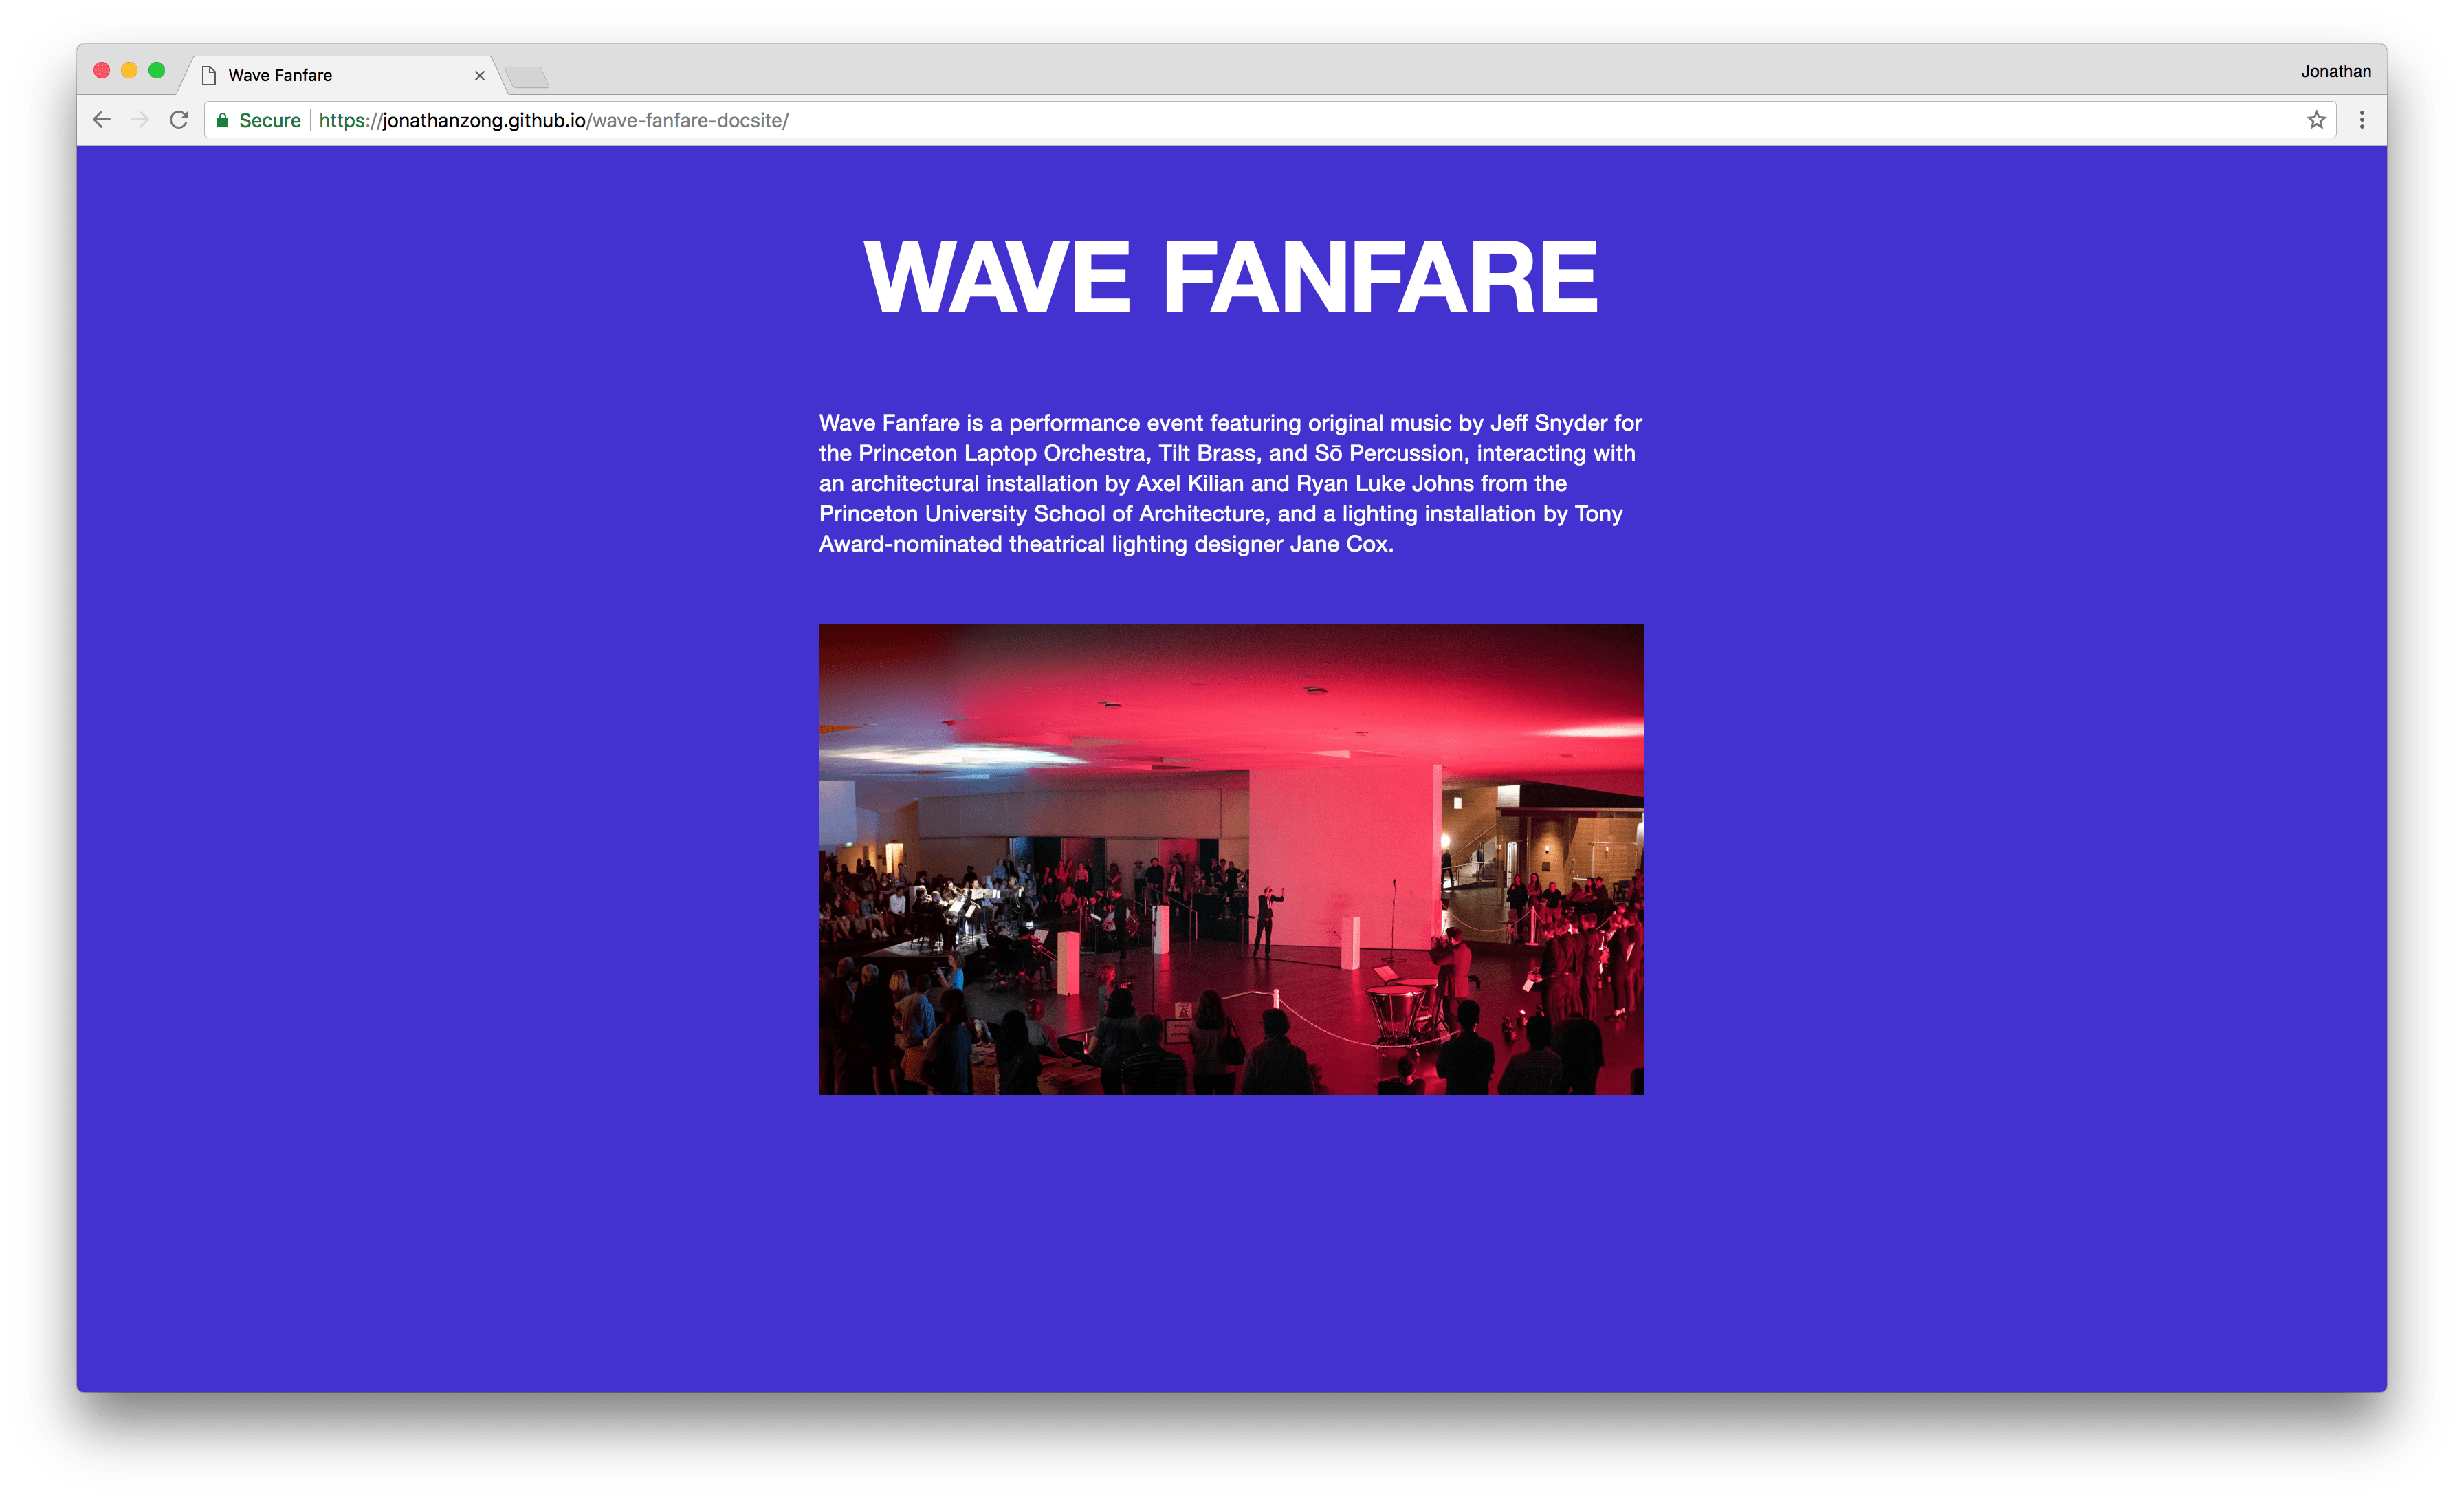 Wave Fanfare
Jonathan
Secure https://jonathanzong.github.io/wave-fanfare-docsite/
WAVE FANFARE
Wave Fanfare is a performance event featuring original music by Jeff Snyder for
the Princeton Laptop Orchestra, Tilt Brass, and Sō Percussion, interacting with
an architectural installation by Axel Kilian and Ryan Luke Johns from the
Princeton University School of Architecture, and a lighting installation by Tony
Award-nominated theatrical lighting designer Jane Cox.